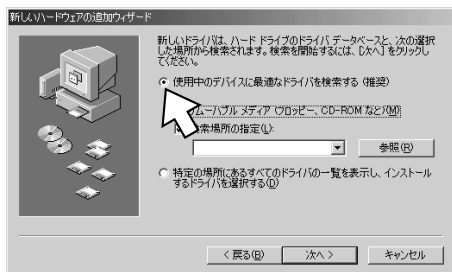 新しいハードウェアの追加ウィザード
新しいドライバは、ハード ドライブのドライバ データベースと、次の選択
した場所から検索されます。検索を開始するには、[次へ] をクリックし
てください。
使用中のデバイスに最適なドライバを検索する (推奨)
ムーバブル メディア (フロッピー、CD-ROM など)(M)
検索場所の指定(L):
参照(R)
特定の場所にあるすべてのドライバの一覧を表示し、インストール
するドライバを選択する(D)
< 戻る(B)
次へ >
キャンセル